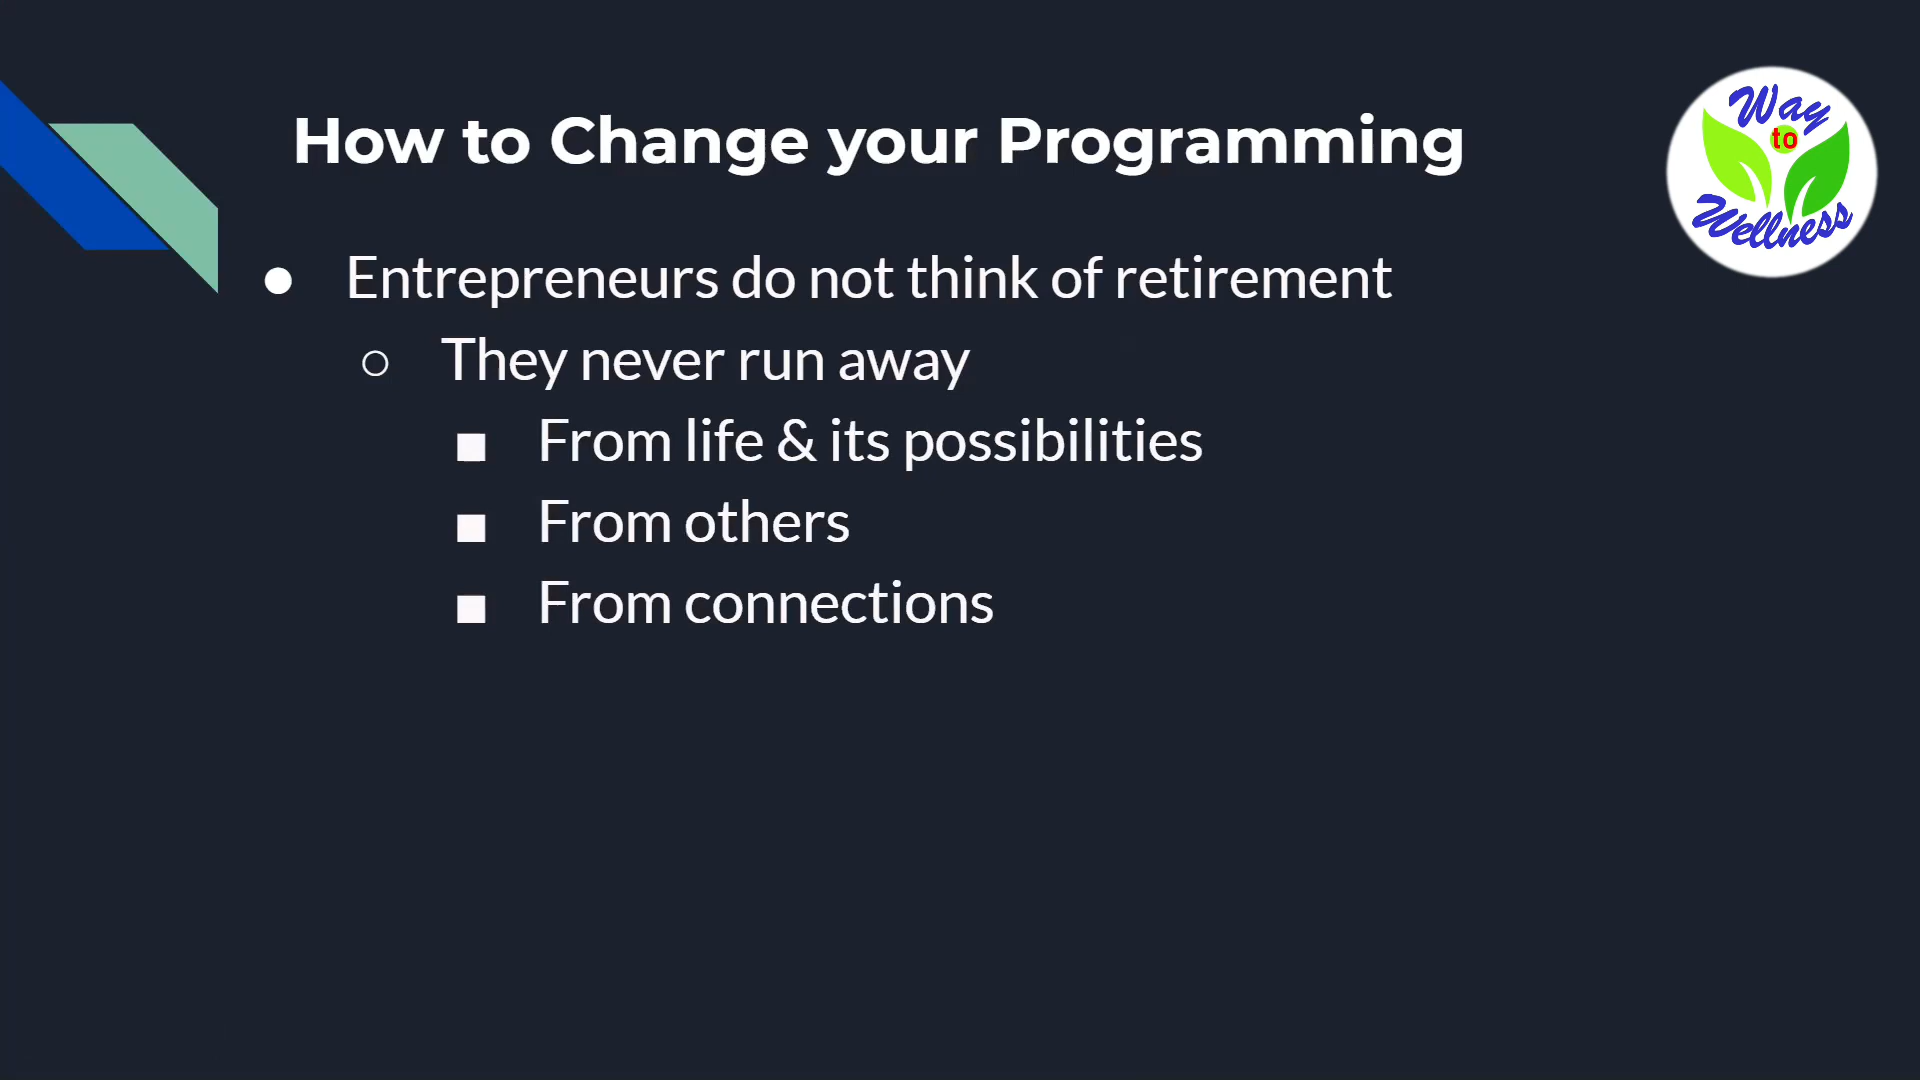 How to Change your Programming
Way
to
Wellness
● Entrepreneurs do not think of retirement
○ They never run away
■ From life & its possibilities
■ From others
■ From connections